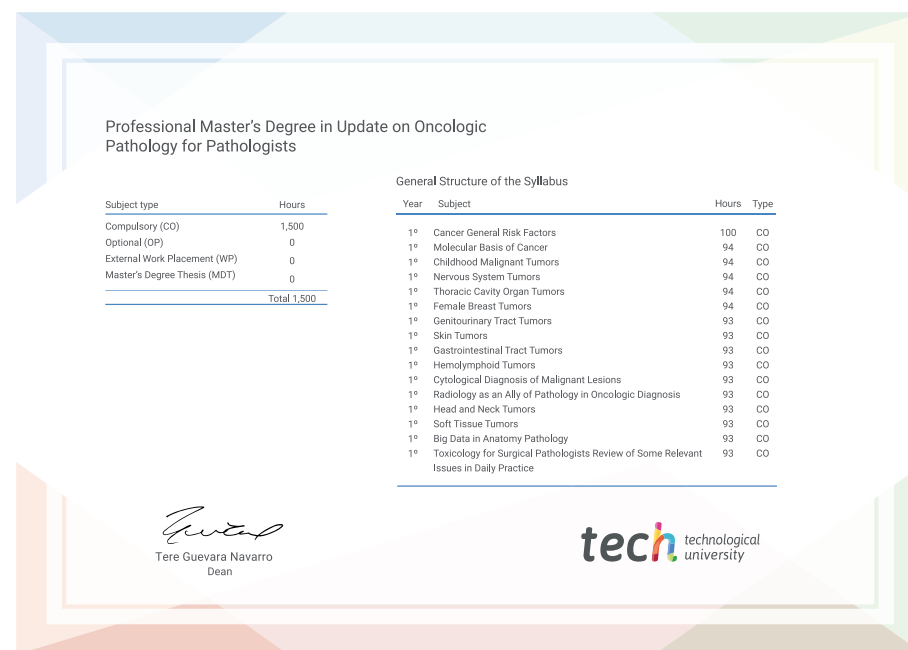 Professional Master's Degree in Update on Oncologic
Pathology for Pathologists
Subject type Hours
Compulsory (CO) 1,500
Optional (OP) 0
External Work Placement (WP) 0
Master's Degree Thesis (MDT) 0
Total 1,500
General Structure of the Syllabus
Year Subject Hours Type
1º Cancer General Risk Factors 100 CO
1º Molecular Basis of Cancer 94 CO
1º Childhood Malignant Tumors 94 CO
1º Nervous System Tumors 94 CO
1º Thoracic Cavity Organ Tumors 94 CO
1º Female Breast Tumors 94 CO
1º Genitourinary Tract Tumors 93 CO
1º Skin Tumors 93 CO
1º Gastrointestinal Tract Tumors 93 CO
1º Hemolymphoid Tumors 93 CO
1º Cytological Diagnosis of Malignant Lesions 93 CO
1º Radiology as an Ally of Pathology in Oncologic Diagnosis 93 CO
1º Head and Neck Tumors 93 CO
1º Soft Tissue Tumors 93 CO
1º Big Data in Anatomy Pathology 93 CO
1º Toxicology for Surgical Pathologists Review of Some Relevant 93 CO
Issues in Daily Practice
Tere Guevara Navarro
Dean
tech technological
university